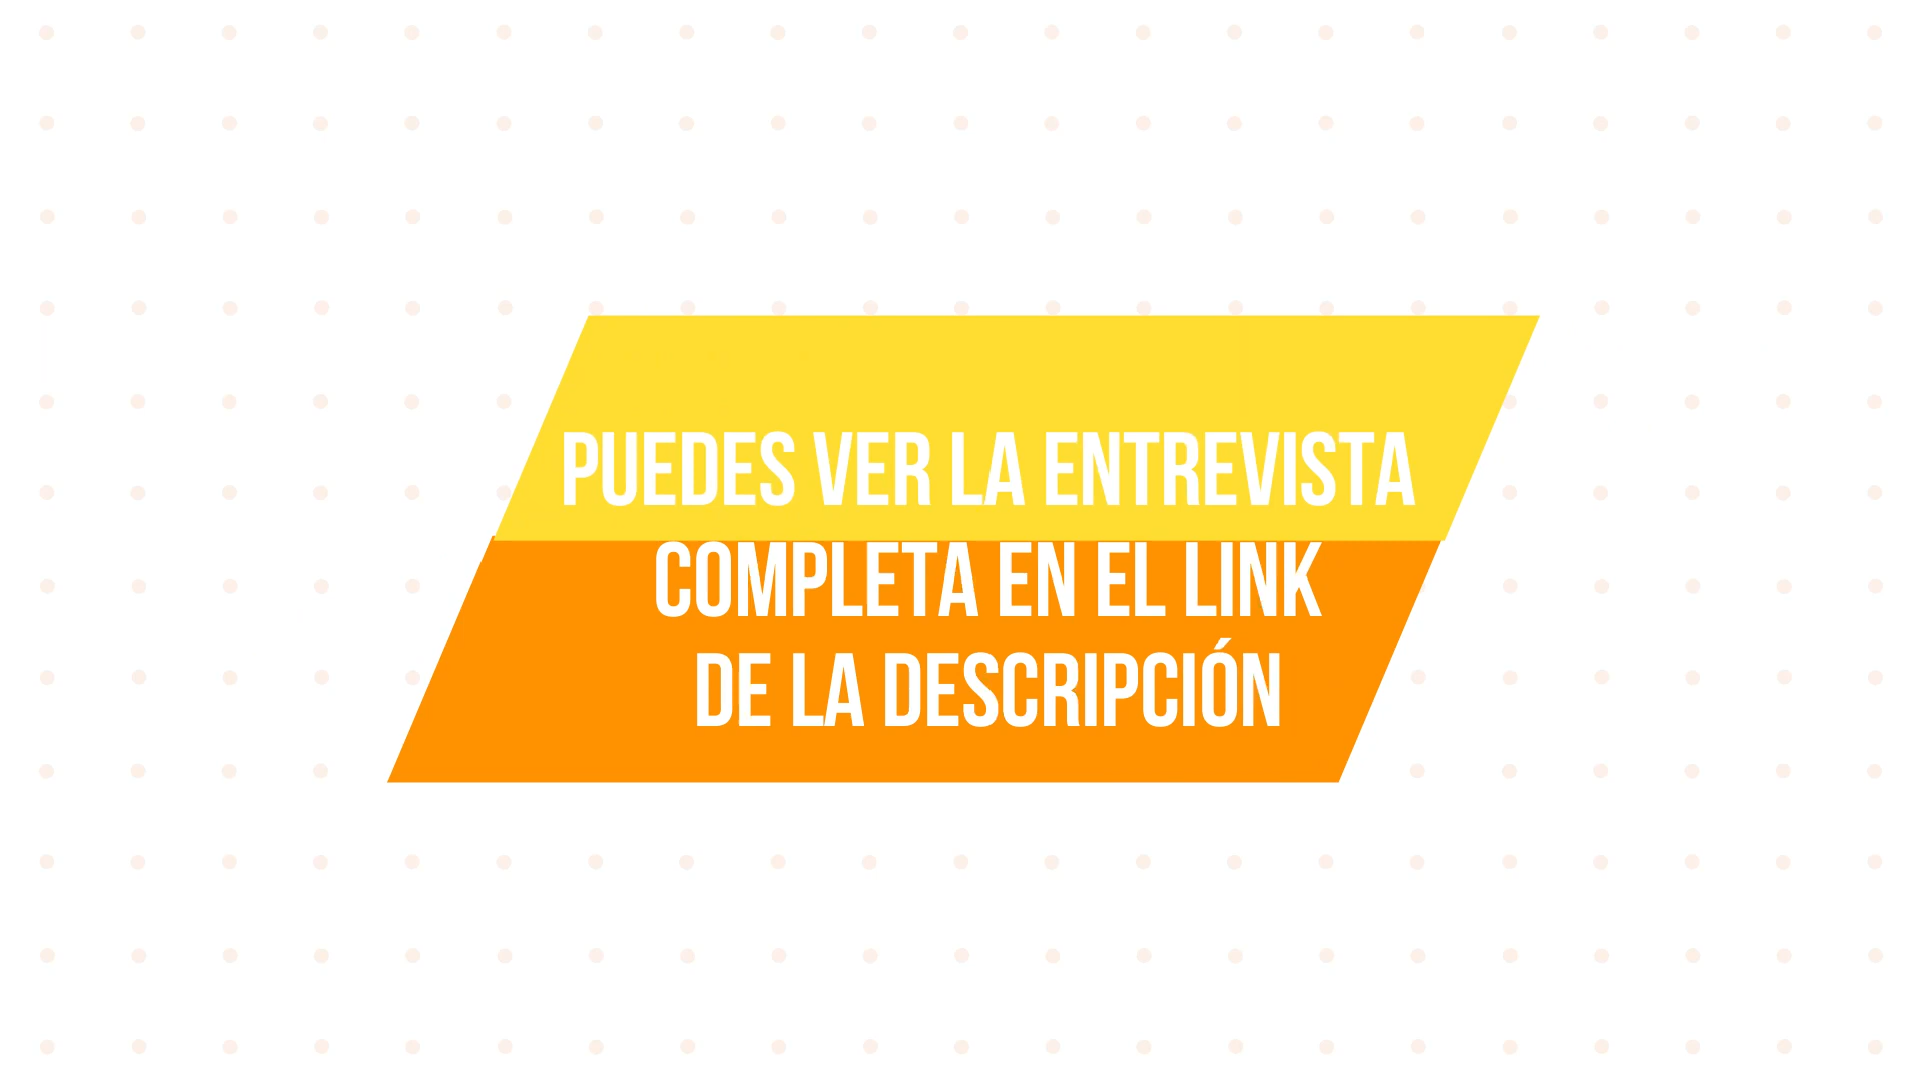 PUEDES VER LA ENTREVISTA
COMPLETA EN EL LINK
DE LA DESCRIPCIÓN